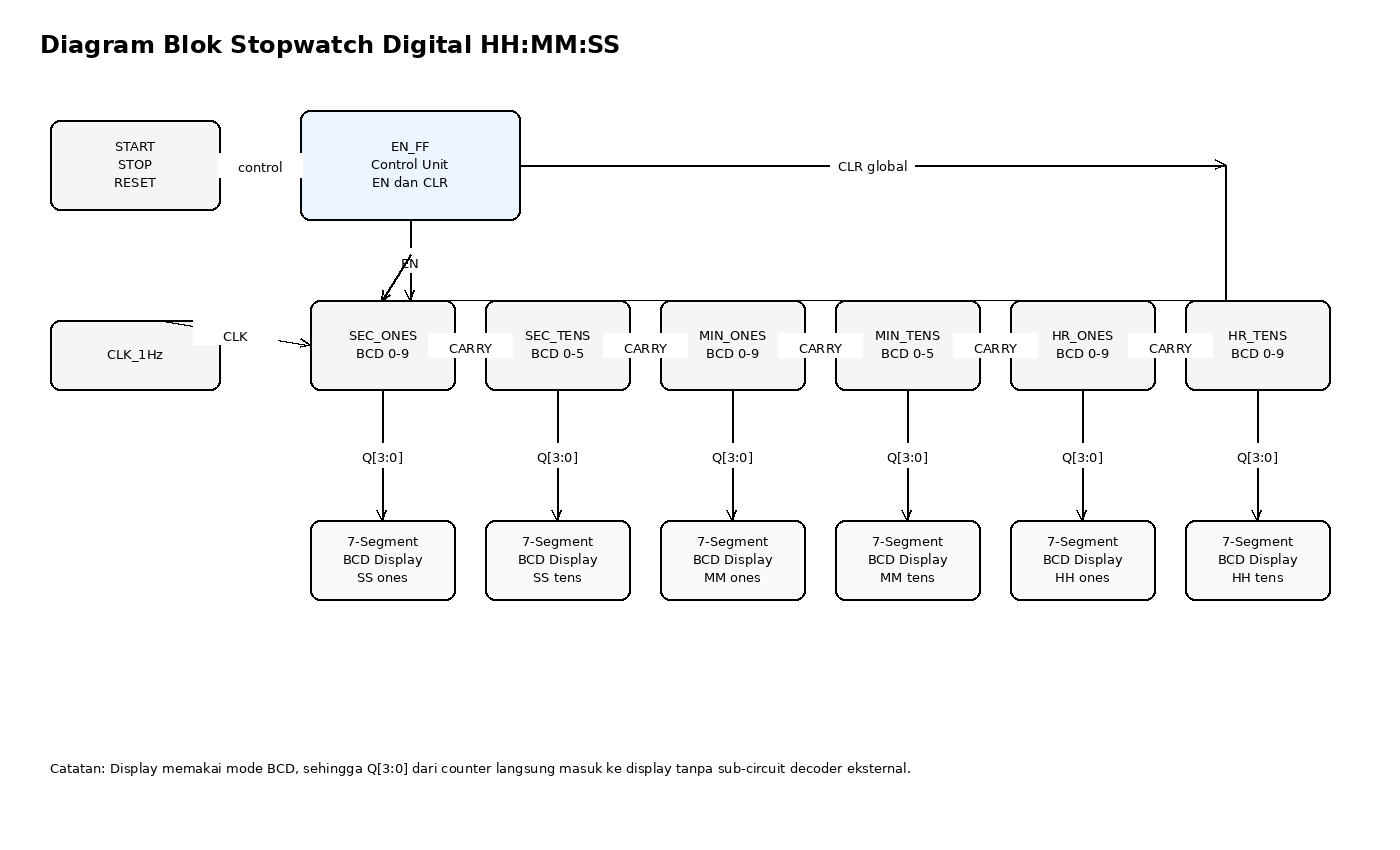 Diagram Blok Stopwatch Digital HH:MM:SS
START
STOP
RESET
control
EN_FF
Control Unit
EN dan CLR
CLR global
EN
CLK_1Hz
CLK
SEC_ONES
BCD 0-9
CARRY
SEC_TENS
BCD 0-5
CARRY
MIN_ONES
BCD 0-9
CARRY
MIN_TENS
BCD 0-5
CARRY
HR_ONES
BCD 0-9
CARRY
HR_TENS
BCD 0-9
Q[3:0]
Q[3:0]
Q[3:0]
Q[3:0]
Q[3:0]
Q[3:0]
7-Segment
BCD Display
SS ones
7-Segment
BCD Display
SS tens
7-Segment
BCD Display
MM ones
7-Segment
BCD Display
MM tens
7-Segment
BCD Display
HH ones
7-Segment
BCD Display
HH tens
Catatan: Display memakai mode BCD, sehingga Q[3:0] dari counter langsung masuk ke display tanpa sub-circuit decoder eksternal.